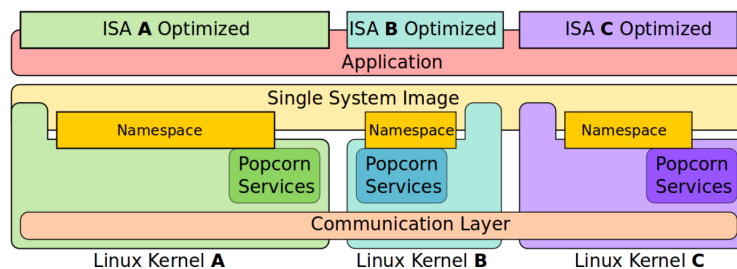 ISA A Optimized
ISA B Optimized
ISA C Optimized
Application
Single System Image
Namespace
Namespace
Namespace
Popcorn
Services
Popcorn
Services
Popcorn
Services
Communication Layer
Linux Kernel A
Linux Kernel B
Linux Kernel C